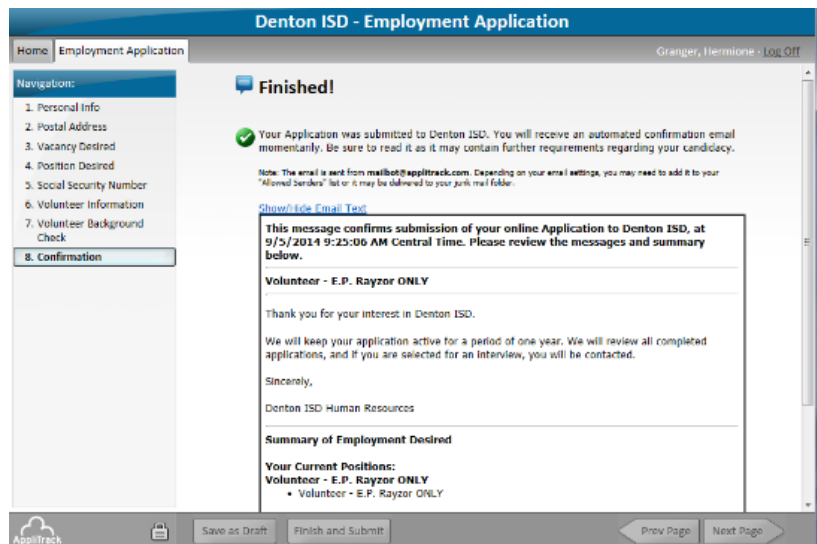 Denton ISD - Employment Application
Home
Employment Application
Granger, Hermione - Log Off
Navigation:
1. Personal Info
2. Postal Address
3. Vacancy Desired
4. Position Desired
5. Social Security Number
6. Volunteer Information
7. Volunteer Background
Check
8. Confirmation
Finished!
Your Application was submitted to Denton ISD. You will receive an automated confirmation email
momentarily. Be sure to read it as it may contain further requirements regarding your candidacy.
Note: The email is sent from mailbot@applitrack.com. Depending on your email settings, you may need to add it to your
"Allowed Senders" list or it may be delivered to your junk mail folder.
Show/Hide Email Text
This message confirms submission of your online Application to Denton ISD, at
9/5/2014 9:25:06 AM Central Time. Please review the messages and summary
below.
Volunteer - E.P. Rayzor ONLY
Thank you for your interest in Denton ISD.
We will keep your application active for a period of one year. We will review all completed
applications, and if you are selected for an interview, you will be contacted.
Sincerely,
Denton ISD Human Resources
Summary of Employment Desired
Your Current Positions:
Volunteer - E.P. Rayzor ONLY
• Volunteer - E.P. Rayzor ONLY
AppliTrack
Save as Draft
Finish and Submit
Prev Page
Next Page